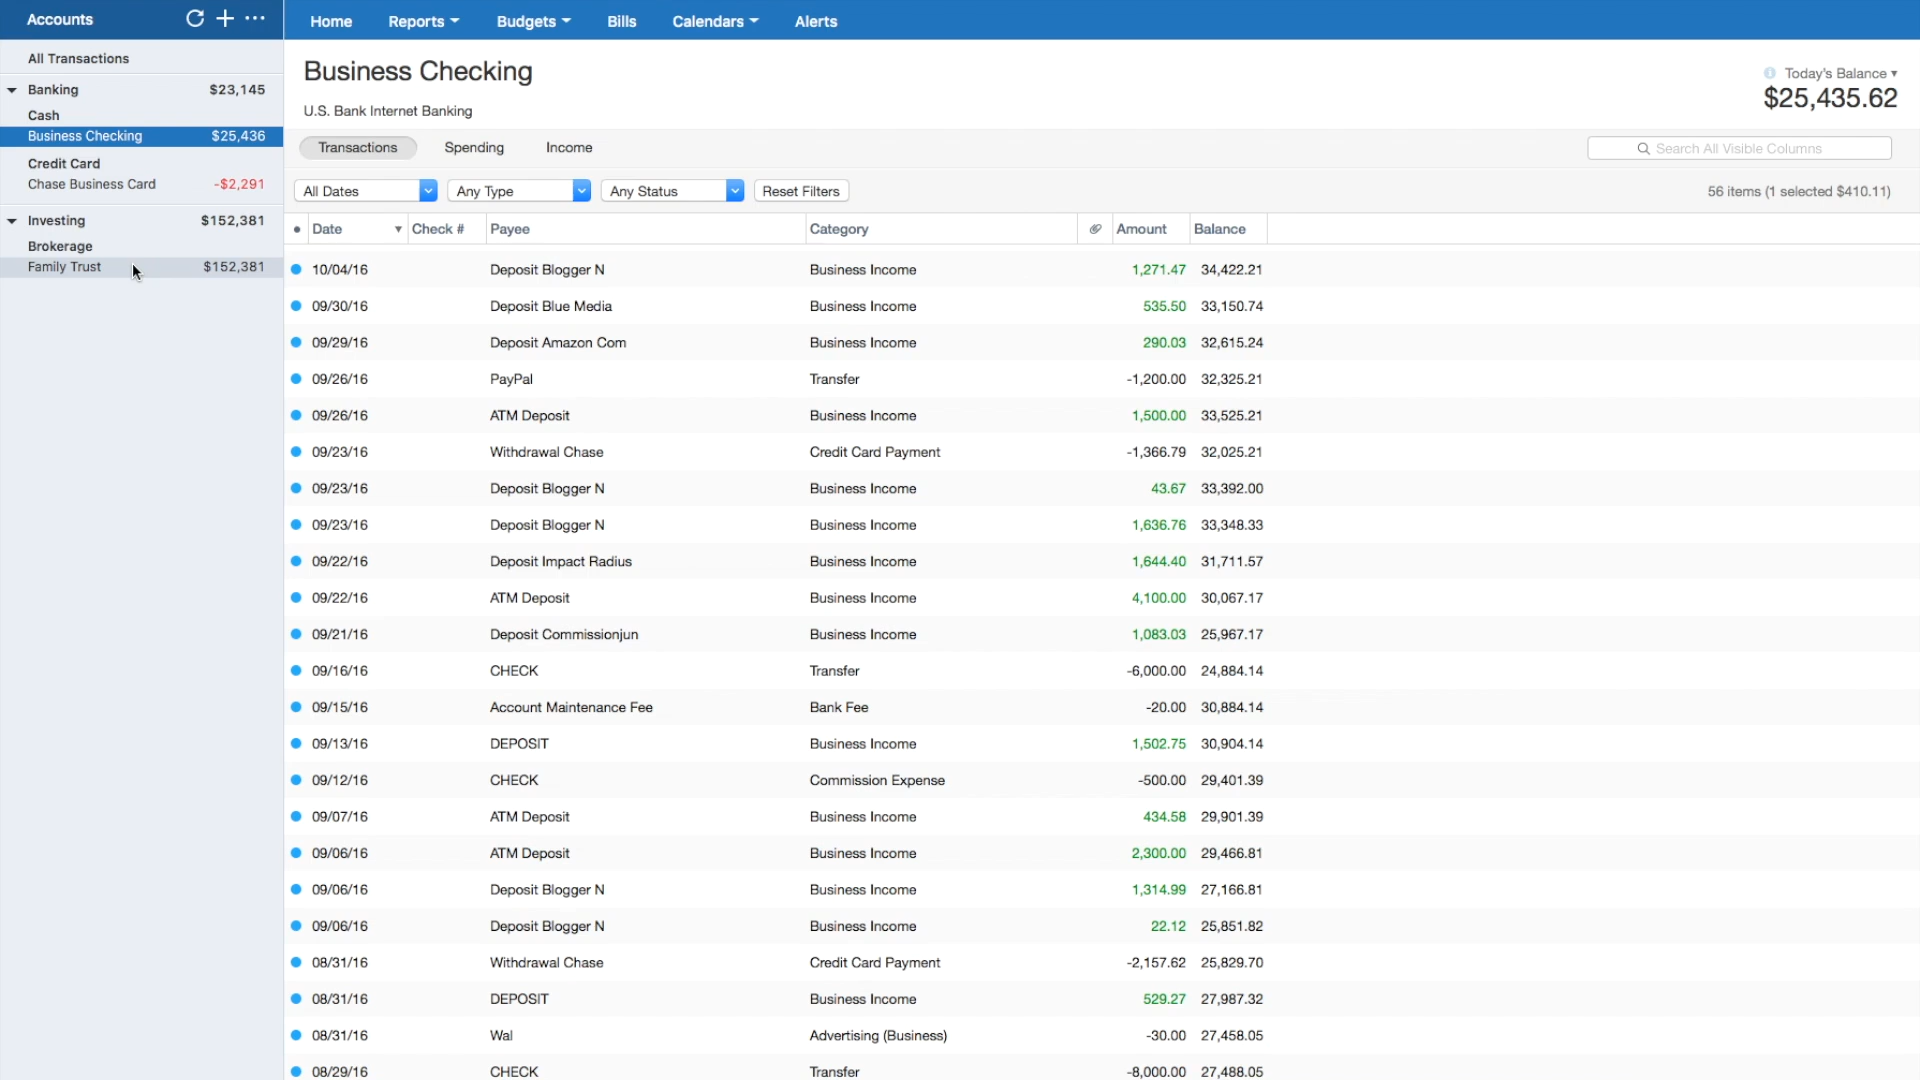 Accounts
Home Reports Budgets Bills Calendars Alerts
All Transactions
Banking $23,145
Cash
Business Checking $25,436
Credit Card
Chase Business Card -$2,291
Investing $152,381
Brokerage
Family Trust $152,381
Business Checking
U.S. Bank Internet Banking
Today's Balance
$25,435.62
Transactions Spending Income
Search All Visible Columns
All Dates Any Type Any Status Reset Filters
56 items (1 selected $410.11)
Date Check # Payee Category Amount Balance
10/04/16 Deposit Blogger N Business Income 1,271.47 34,422.21
09/30/16 Deposit Blue Media Business Income 535.50 33,150.74
09/29/16 Deposit Amazon Com Business Income 290.03 32,615.24
09/26/16 PayPal Transfer -1,200.00 32,325.21
09/26/16 ATM Deposit Business Income 1,500.00 33,525.21
09/23/16 Withdrawal Chase Credit Card Payment -1,366.79 32,025.21
09/23/16 Deposit Blogger N Business Income 43.67 33,392.00
09/23/16 Deposit Blogger N Business Income 1,636.76 33,348.33
09/22/16 Deposit Impact Radius Business Income 1,644.40 31,711.57
09/22/16 ATM Deposit Business Income 4,100.00 30,067.17
09/21/16 Deposit Commissionjun Business Income 1,083.03 25,967.17
09/16/16 CHECK Transfer -6,000.00 24,884.14
09/15/16 Account Maintenance Fee Bank Fee -20.00 30,884.14
09/13/16 DEPOSIT Business Income 1,502.75 30,904.14
09/12/16 CHECK Commission Expense -500.00 29,401.39
09/07/16 ATM Deposit Business Income 434.58 29,901.39
09/06/16 ATM Deposit Business Income 2,300.00 29,466.81
09/06/16 Deposit Blogger N Business Income 1,314.99 27,166.81
09/06/16 Deposit Blogger N Business Income 22.12 25,851.82
08/31/16 Withdrawal Chase Credit Card Payment -2,157.62 25,829.70
08/31/16 DEPOSIT Business Income 529.27 27,987.32
08/31/16 Wal Advertising (Business) -30.00 27,458.05
08/29/16 CHECK Transfer -8,000.00 27,488.05